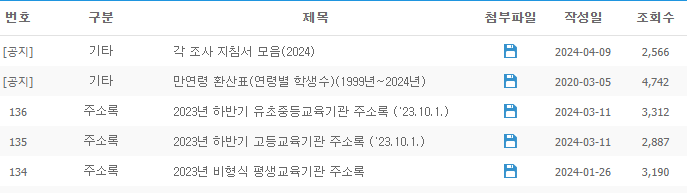 번호 구분 제목 첨부파일 작성일 조회수
[공지] 기타 각 조사 지침서 모음(2024) 2024-04-09 2,566
[공지] 기타 만연령 환산표(연령별 학생수)(1999년~2024년) 2020-03-05 4,742
136 주소록 2023년 하반기 유초중등교육기관 주소록 ('23.10.1.) 2024-03-11 3,312
135 주소록 2023년 하반기 고등교육기관 주소록 ('23.10.1.) 2024-03-11 2,887
134 주소록 2023년 비형식 평생교육기관 주소록 2024-01-26 3,190